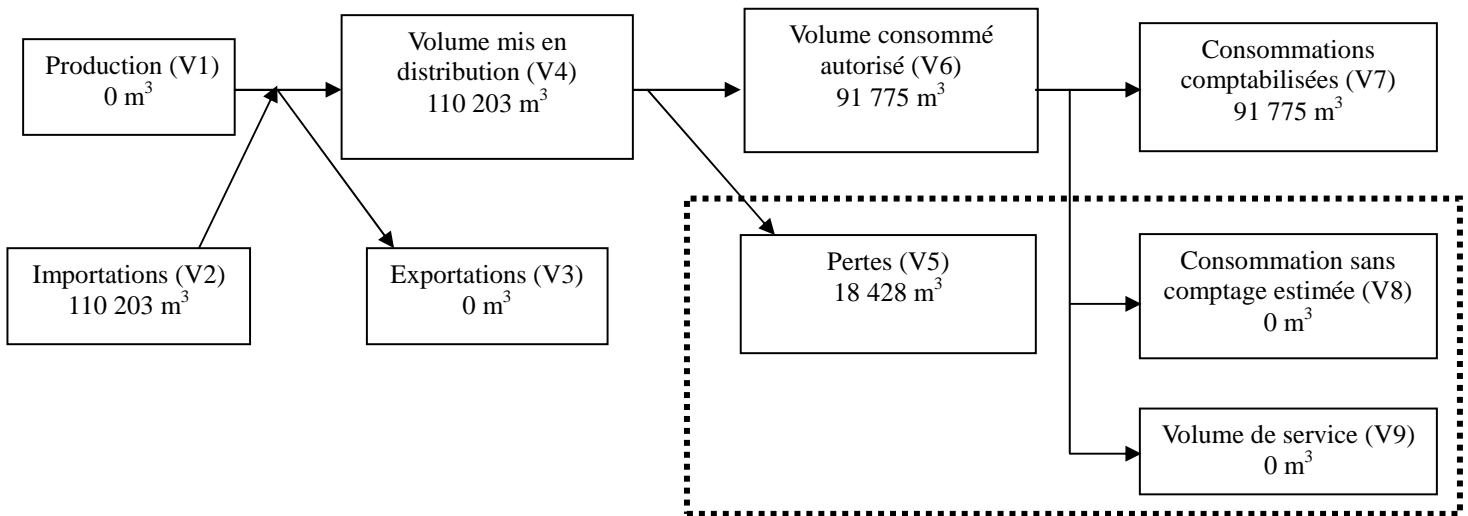 Production (V1)
0 m³
Volume mis en
distribution (V4)
110 203 m³
Volume consommé
autorisé (V6)
91 775 m³
Consommations
comptabilisées (V7)
91 775 m³
Importations (V2)
110 203 m³
Exportations (V3)
0 m³
Pertes (V5)
18 428 m³
Consommation sans
comptage estimée (V8)
0 m³
Volume de service (V9)
0 m³